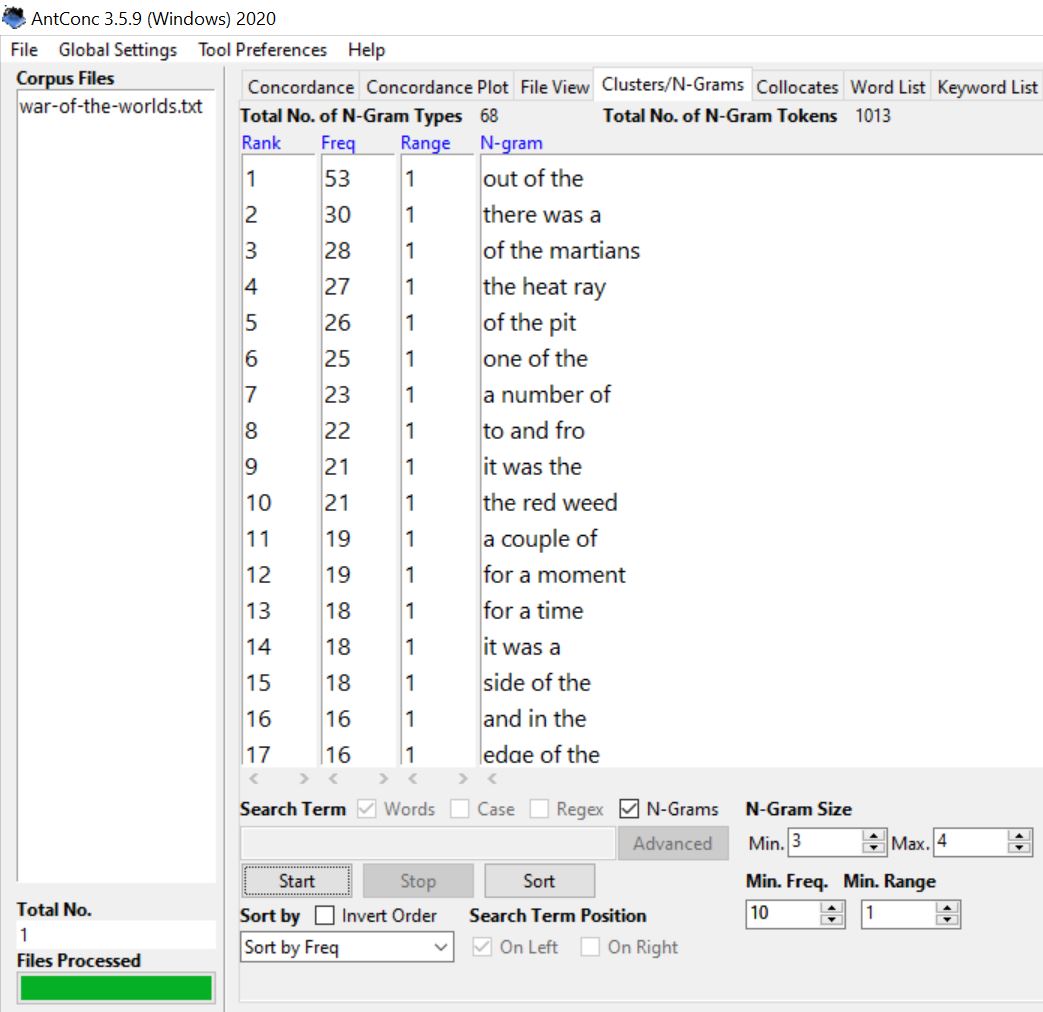 AntConc 3.5.9 (Windows) 2020
File Global Settings Tool Preferences Help
Corpus Files
war-of-the-worlds.txt
Concordance Concordance Plot File View Clusters/N-Grams Collocates Word List Keyword List
Total No. of N-Gram Types 68 Total No. of N-Gram Tokens 1013
Rank Freq Range N-gram
1 53 1 out of the
2 30 1 there was a
3 28 1 of the martians
4 27 1 the heat ray
5 26 1 of the pit
6 25 1 one of the
7 23 1 a number of
8 22 1 to and fro
9 21 1 it was the
10 21 1 the red weed
11 19 1 a couple of
12 19 1 for a moment
13 18 1 for a time
14 18 1 it was a
15 18 1 side of the
16 16 1 and in the
17 16 1 edge of the
Search Term Words Case Regex N-Grams N-Gram Size
Advanced Min. 3 Max. 4
Start Stop Sort Min. Freq. Min. Range
Sort by Invert Order Search Term Position 10 1
Sort by Freq On Left On Right
Total No.
1
Files Processed